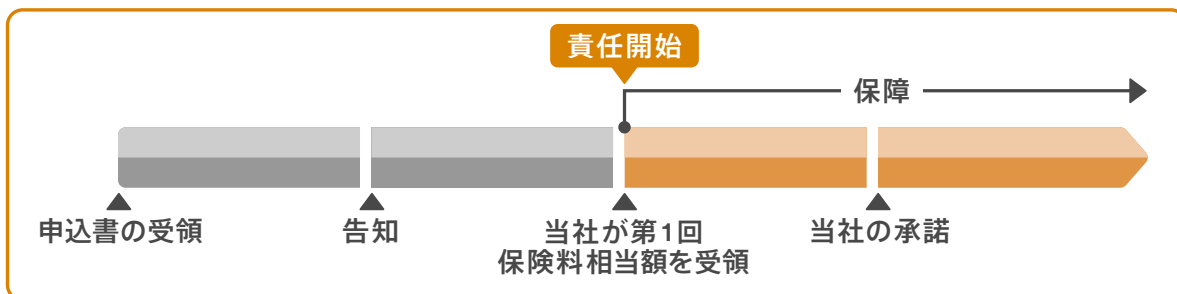 責任開始
保障
申込書の受領
告知
当社が第1回
保険料相当額を受領
当社の承諾